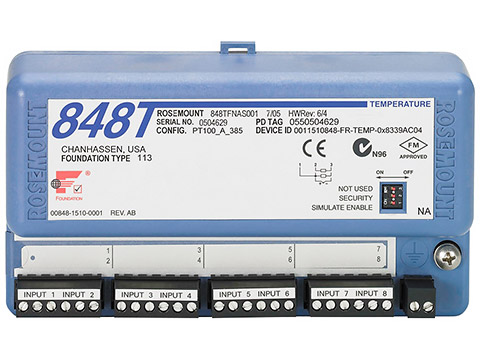 848T
TEMPERATURE
ROSEMOUNT 848TFNAS001 7/05 HWRev: 6/4
SERIAL NO. 0504629 PD TAG 0550504629
CONFIG. PT100_A_385 DEVICE ID 0011510848-FR-TEMP-0x8339AC04
CHANHASSEN, USA
FOUNDATION TYPE 113
ROSEMOUNT
ROSEMOUNT
CE
N96
FM
APPROVED
F
FOUNDATION
ON OFF
NOT USED
SECURITY
SIMULATE ENABLE
00848-1510-0001 REV. AB
NA
1 3 5 7
2 4 6 8
INPUT 1 INPUT 2 INPUT 3 INPUT 4 INPUT 5 INPUT 6 INPUT 7 INPUT 8